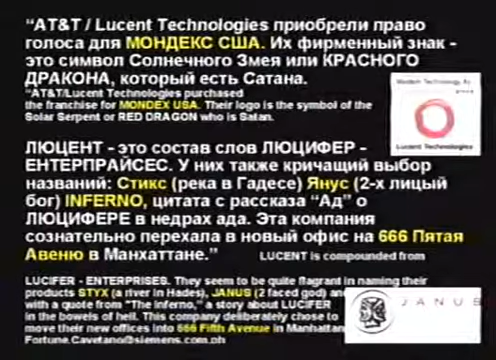 “AT&T / Lucent Technologies приобрели право
голоса для МОНДЕКС США. Их фирменный знак -
это символ Солнечного Змея или КРАСНОГО
ДРАКОНА, который есть Сатана.
“AT&T/Lucent Technologies purchased
the franchise for MONDEX USA. Their logo is the symbol of the
Solar Serpent or RED DRAGON who is Satan.
Lucent Technologies
ЛЮЦЕНТ - это состав слов ЛЮЦИФЕР -
ЕНТЕРПРАЙСЕС. У них также кричащий выбор
названий: Стикс (река в Гадесе) Янус (2-х лицый
бог) INFERNO, цитата с рассказа “Ад” о
ЛЮЦИФЕРЕ в недрах ада. Эта компания
сознательно перехала в новый офис на 666 Пятая
Авеню в Манхаттане.”
LUCENT is compounded from
LUCIFER - ENTERPRISES. They seem to be quite flagrant in naming their
products STYX (a river in Hades), JANUS (2 faced god) and
with a quote from "The Inferno," a story about LUCIFER
in the bowels of hell. This company deliberately chose to
move their new offices into 666 Fifth Avenue in Manhattan
Fortune.Cayetano@siemens.com.ph
JANUS